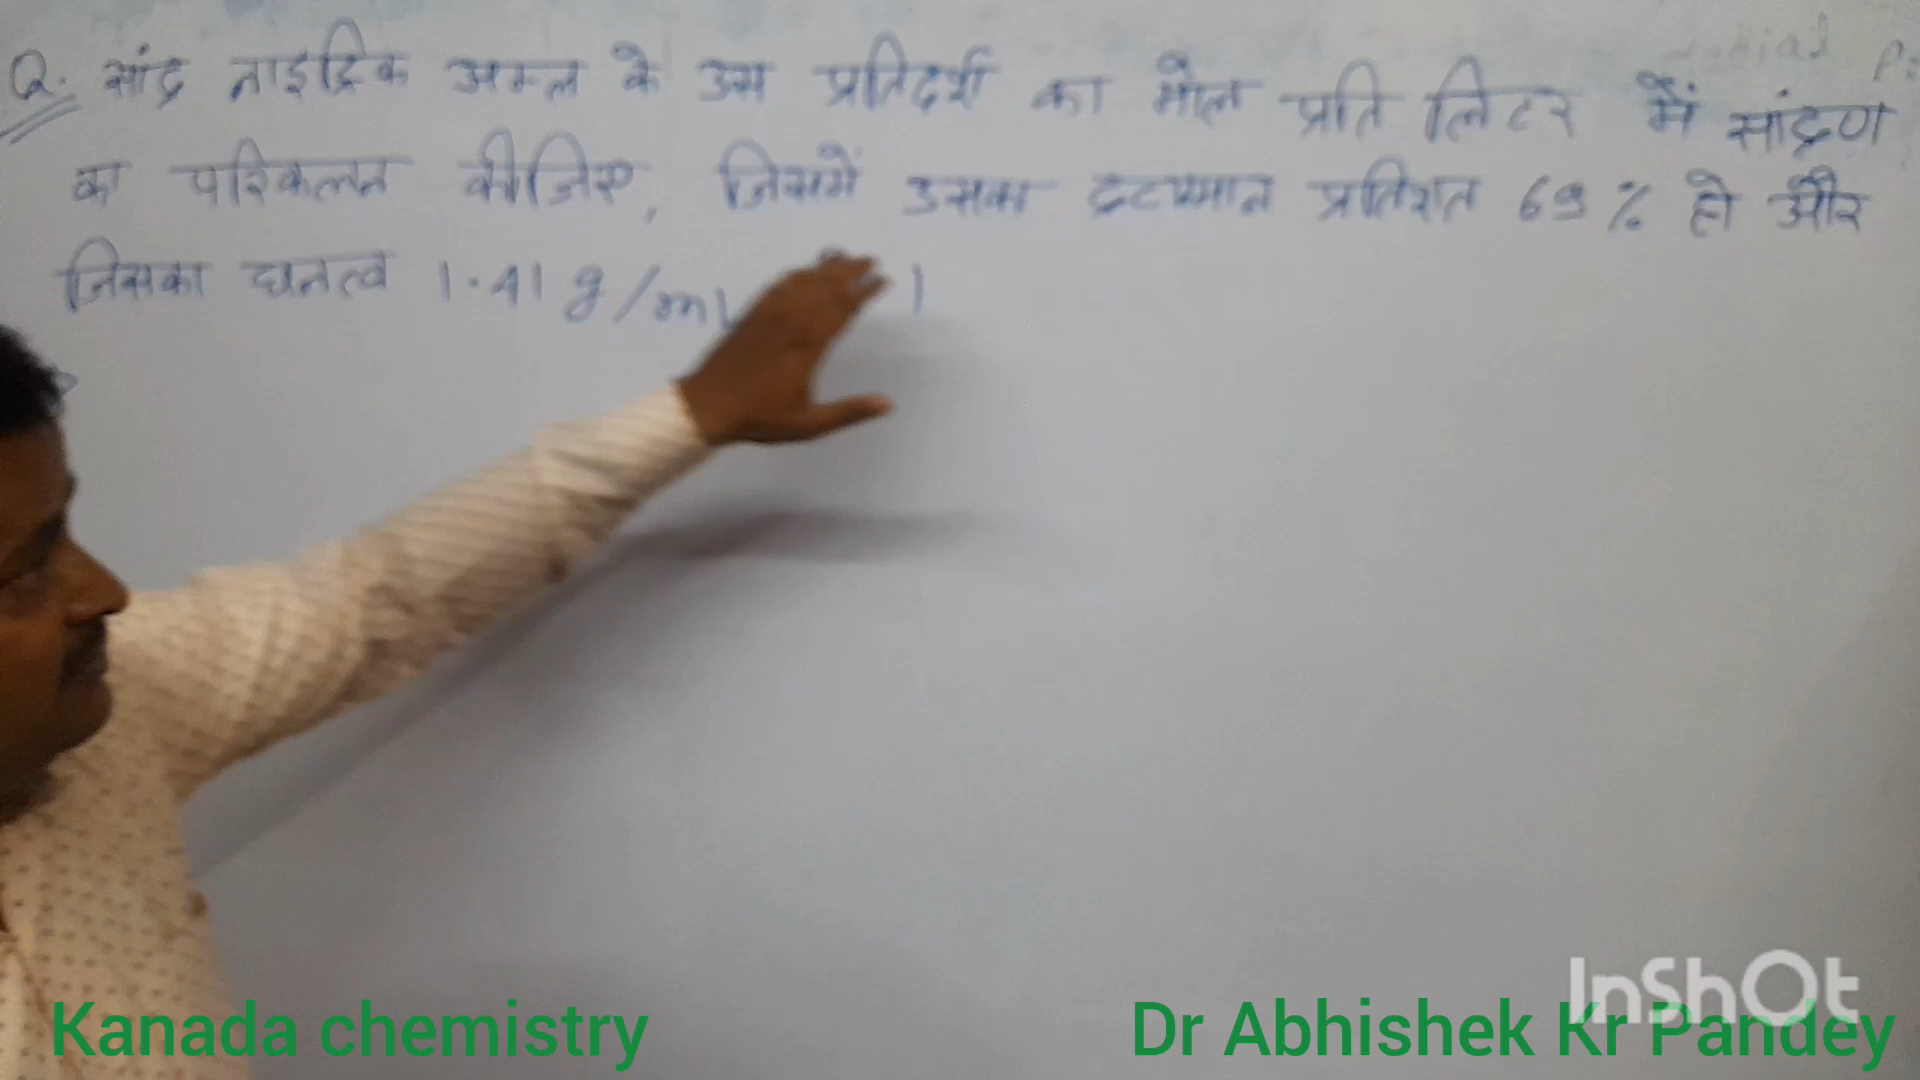 Q. सांद्र नाइट्रिक अम्ल के उस प्रतिदर्श का मोल प्रति लिटर में सांद्रण
का परिकलन कीजिए, जिसमें उसका द्रव्यमान प्रतिशत 69% हो और
जिसका घनत्व 1.41 g/mL
InShOt
Kanada chemistry
Dr Abhishek Kr Pandey